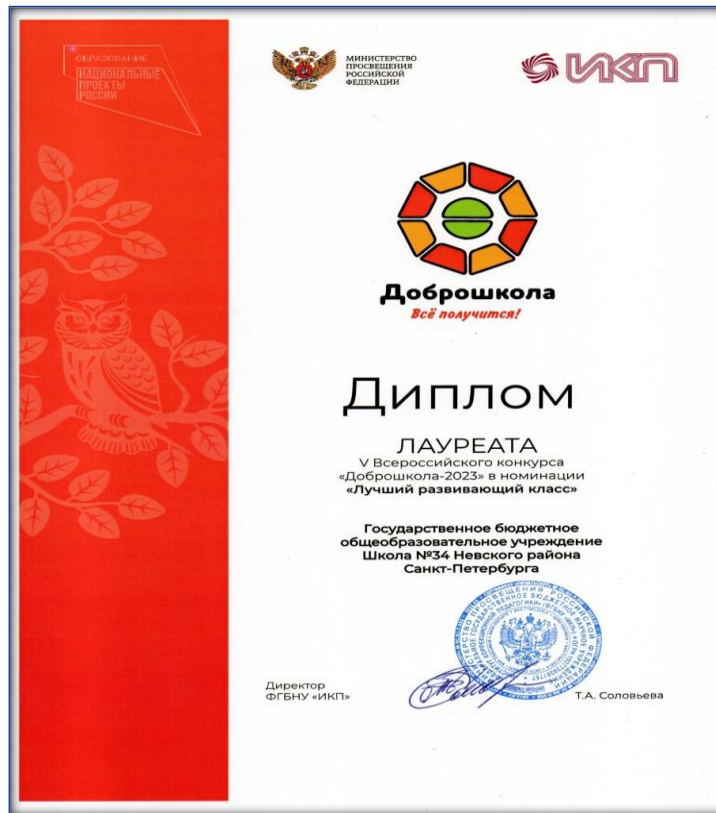 ОБРАЗОВАНИЕ
НАЦИОНАЛЬНЫЕ
ПРОЕКТЫ
РОССИИ
МИНИСТЕРСТВО
ПРОСВЕЩЕНИЯ
РОССИЙСКОЙ
ФЕДЕРАЦИИ
ИКП
Доброшкола
Всё получится!
Диплом
ЛАУРЕАТА
V Всероссийского конкурса
«Доброшкола-2023» в номинации
«Лучший развивающий класс»
Государственное бюджетное
общеобразовательное учреждение
Школа №34 Невского района
Санкт-Петербурга
Директор
ФГБНУ «ИКП»
Т.А. Соловьева